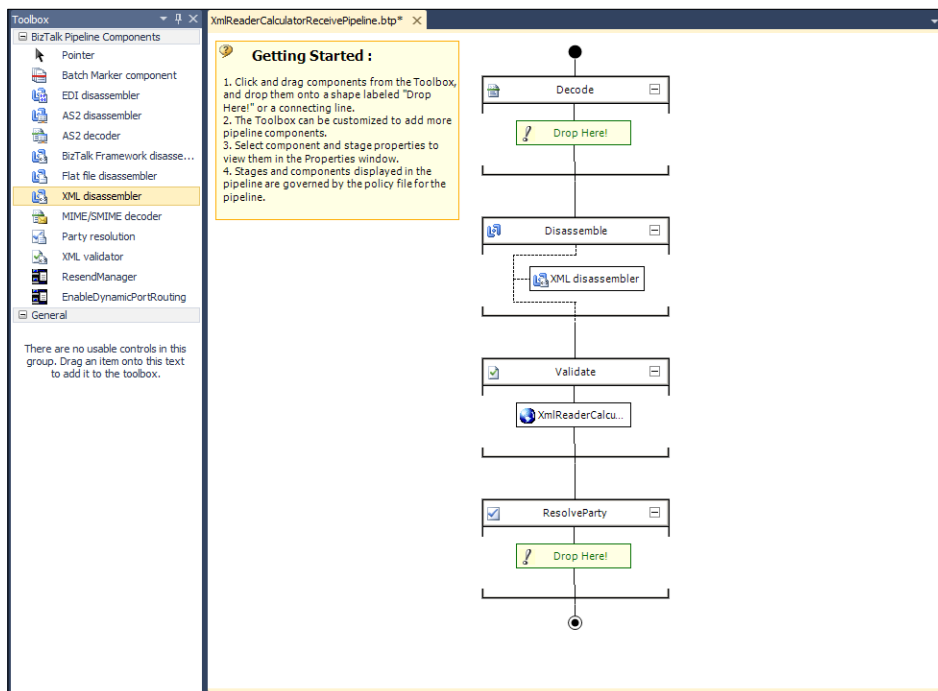 Toolbox
BizTalk Pipeline Components
Pointer
Batch Marker component
EDI disassembler
AS2 disassembler
AS2 decoder
BizTalk Framework disasse...
Flat file disassembler
XML disassembler
MIME/SMIME decoder
Party resolution
XML validator
ResendManager
EnableDynamicPortRouting
General
There are no usable controls in this
group. Drag an item onto this text
to add it to the toolbox.
XmlReaderCalculatorReceivePipeline.btp*
Getting Started :
1. Click and drag components from the Toolbox,
and drop them onto a shape labeled "Drop
Here!" or a connecting line.
2. The Toolbox can be customized to add more
pipeline components.
3. Select component and stage properties to
view them in the Properties window.
4. Stages and components displayed in the
pipeline are governed by the policy file for the
pipeline.
Decode
Drop Here!
Disassemble
XML disassembler
Validate
XmlReaderCalcu...
ResolveParty
Drop Here!